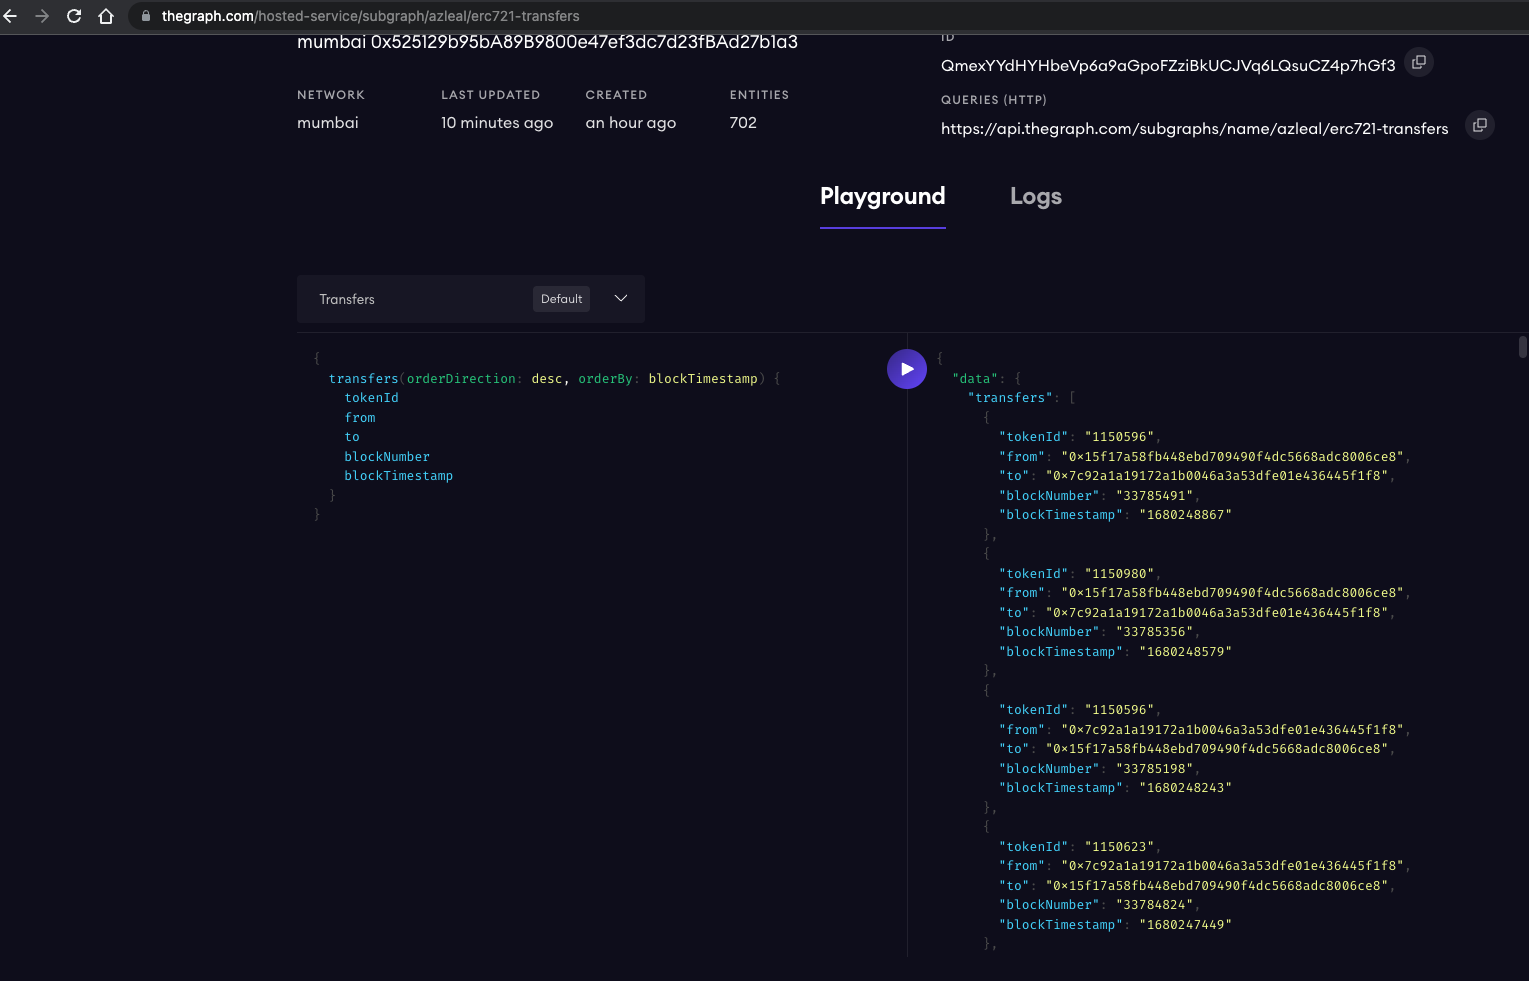 thegraph.com/hosted-service/subgraph/azleal/erc721-transfers
mumbai 0x525129b95bA89B9800e47ef3dc7d23fBAd27b1a3
ID
QmexYYdHYHbeVp6a9aGpoFZziBkUCJVq6LQsuCZ4p7hGf3
NETWORK LAST UPDATED CREATED ENTITIES
mumbai 10 minutes ago an hour ago 702
QUERIES (HTTP)
https://api.thegraph.com/subgraphs/name/azleal/erc721-transfers
Playground Logs
Transfers Default
{
transfers(orderDirection: desc, orderBy: blockTimestamp) {
tokenId
from
to
blockNumber
blockTimestamp
}
}
{
"data": {
"transfers": [
{
"tokenId": "1150596",
"from": "0x15f17a58fb448ebd709490f4dc5668adc8006ce8",
"to": "0x7c92a1a19172a1b0046a3a53dfe01e436445f1f8",
"blockNumber": "33785491",
"blockTimestamp": "1680248867"
},
{
"tokenId": "1150980",
"from": "0x15f17a58fb448ebd709490f4dc5668adc8006ce8",
"to": "0x7c92a1a19172a1b0046a3a53dfe01e436445f1f8",
"blockNumber": "33785356",
"blockTimestamp": "1680248579"
},
{
"tokenId": "1150596",
"from": "0x7c92a1a19172a1b0046a3a53dfe01e436445f1f8",
"to": "0x15f17a58fb448ebd709490f4dc5668adc8006ce8",
"blockNumber": "33785198",
"blockTimestamp": "1680248243"
},
{
"tokenId": "1150623",
"from": "0x7c92a1a19172a1b0046a3a53dfe01e436445f1f8",
"to": "0x15f17a58fb448ebd709490f4dc5668adc8006ce8",
"blockNumber": "33784824",
"blockTimestamp": "1680247449"
},